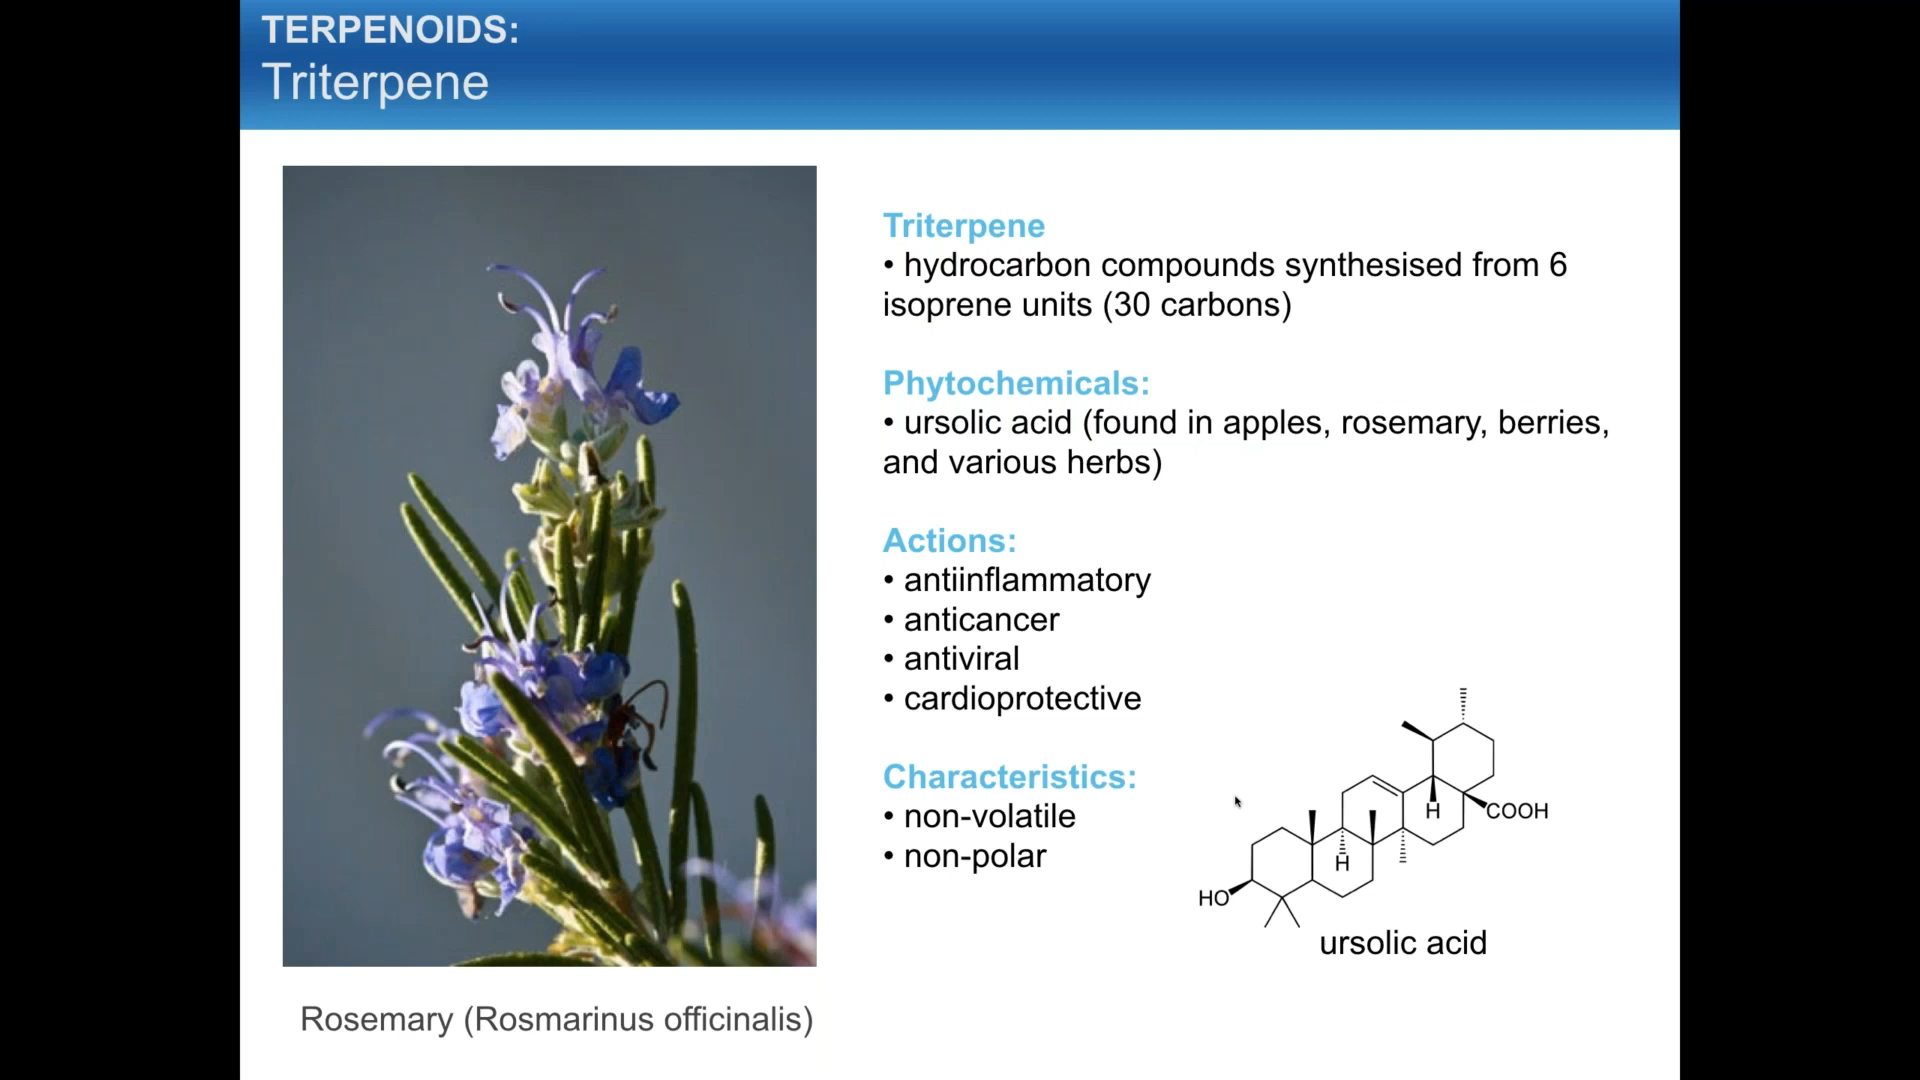 TERPENOIDS:
Triterpene
Triterpene
• hydrocarbon compounds synthesised from 6
isoprene units (30 carbons)
Phytochemicals:
• ursolic acid (found in apples, rosemary, berries,
and various herbs)
Actions:
• antiinflammatory
• anticancer
• antiviral
• cardioprotective
Characteristics:
• non-volatile
• non-polar
H
COOH
H
HO
ursolic acid
Rosemary (Rosmarinus officinalis)